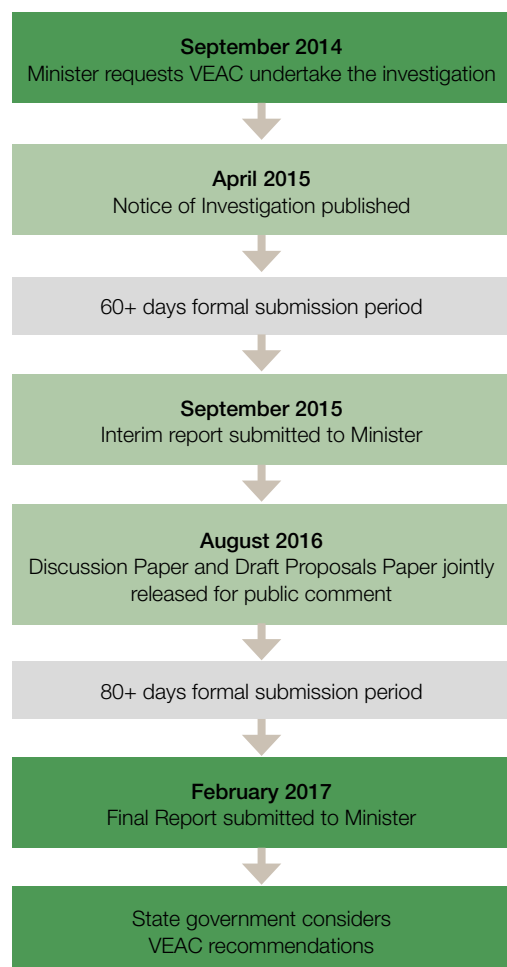 September 2014
Minister requests VEAC undertake the investigation
April 2015
Notice of Investigation published
60+ days formal submission period
September 2015
Interim report submitted to Minister
August 2016
Discussion Paper and Draft Proposals Paper jointly
released for public comment
80+ days formal submission period
February 2017
Final Report submitted to Minister
State government considers
VEAC recommendations